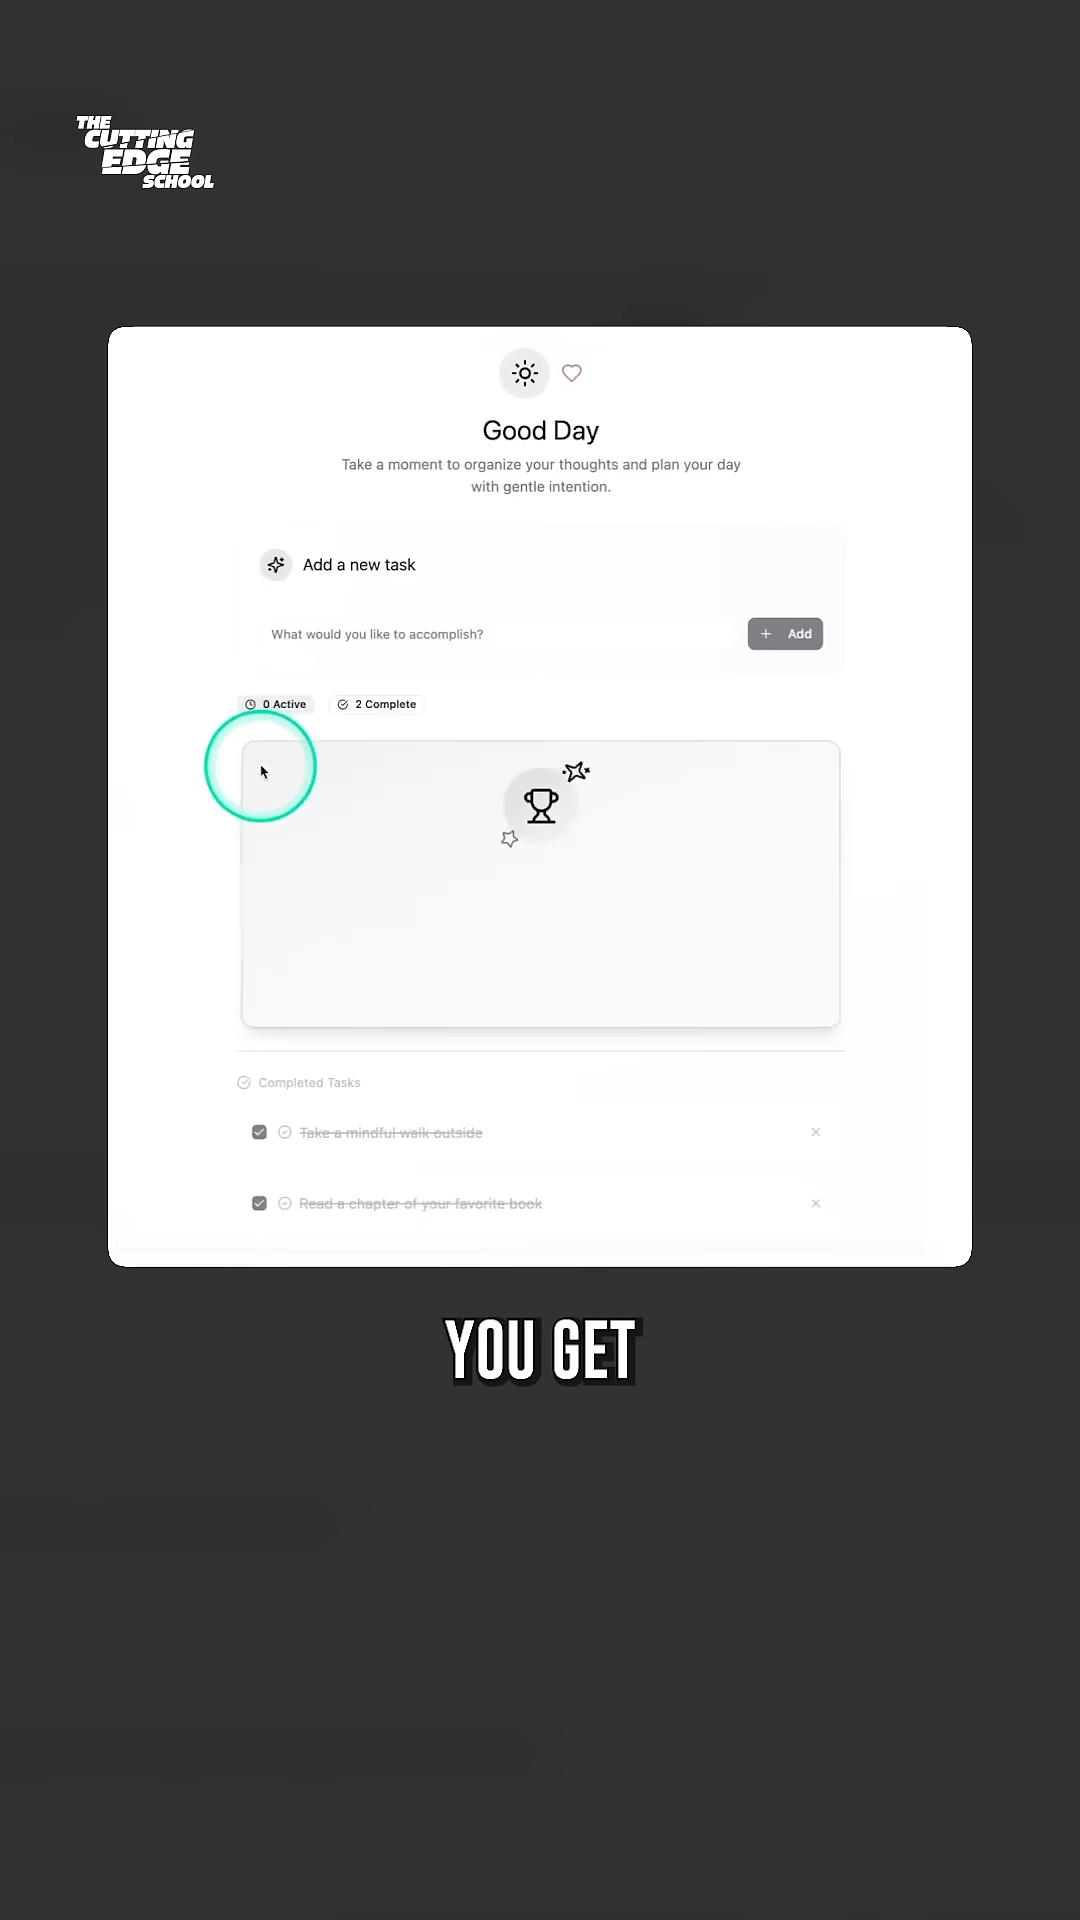 THE
CUTTING
EDGE
SCHOOL
Good Day
Take a moment to organize your thoughts and plan your day
with gentle intention.
Add a new task
What would you like to accomplish?
Add
0 Active
2 Complete
Completed Tasks
Take a mindful walk outside
Read a chapter of your favorite book
YOU GET